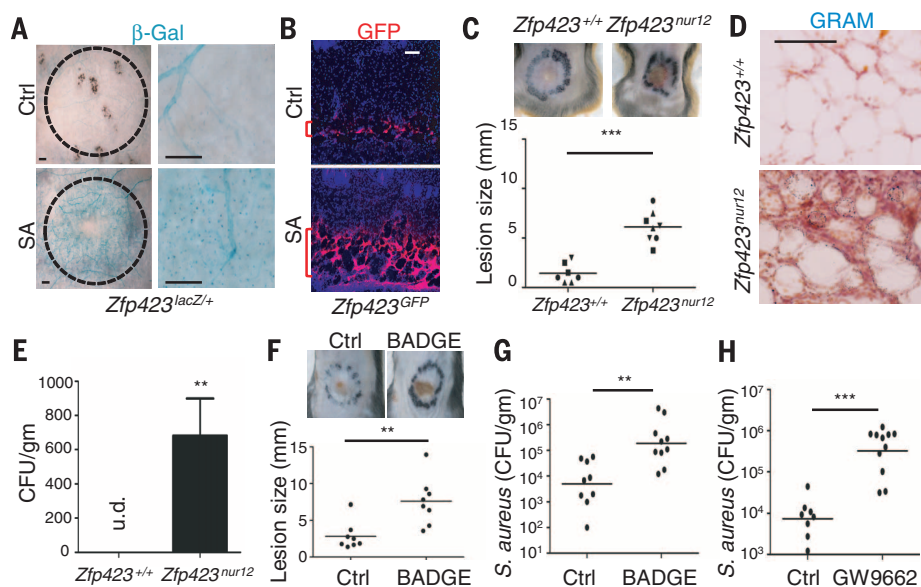 A
β-Gal
Ctrl
SA
Zfp423lacZ/+
B
GFP
Ctrl
SA
Zfp423GFP
C
Zfp423+/+ Zfp423nur12
Lesion size (mm)
15
10
5
0
***
Zfp423+/+ Zfp423nur12
D
GRAM
Zfp423+/+
Zfp423nur12
E
CFU/gm
1000
800
600
400
200
0
**
u.d.
Zfp423+/+ Zfp423nur12
F
Ctrl BADGE
Lesion size (mm)
15
10
5
0
**
Ctrl BADGE
G
S. aureus (CFU/gm)
10⁷
10⁶
10⁵
10⁴
10³
10²
10¹
**
Ctrl BADGE
H
S. aureus (CFU/gm)
10⁷
10⁶
10⁵
10⁴
10³
***
Ctrl GW9662